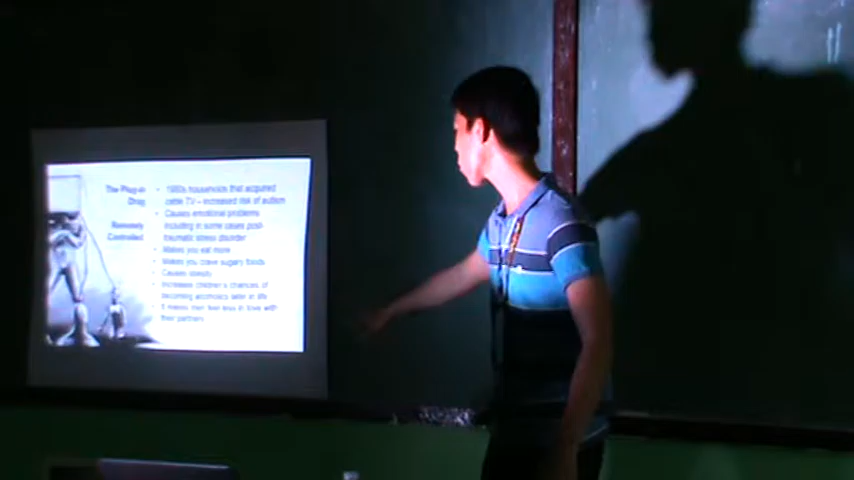 The Plug-in
Drug
Remotely
Controlled
• 1980s households that acquired
cable TV – increased risk of autism
• Causes emotional problems
including in some cases post-
traumatic stress disorder
• Makes you eat more
• Makes you crave sugary foods
• Causes obesity
• Increases children's chances of
becoming alcoholics later in life
It makes men feel less in love with
their partners